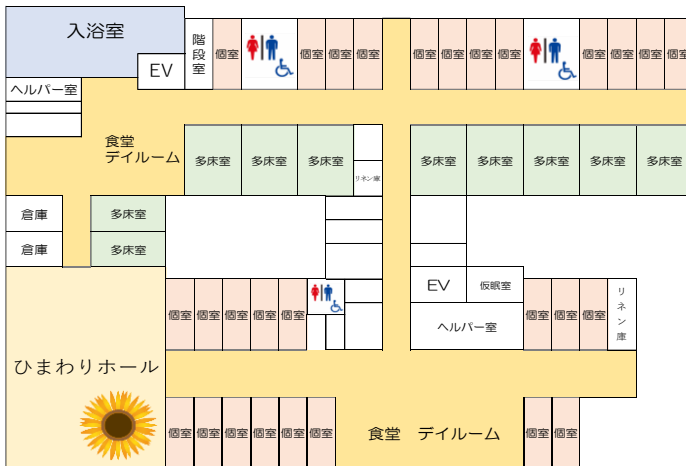 入浴室
EV
階段室
個室
個室
個室
個室
個室
個室
個室
個室
個室
個室
個室
個室
ヘルパー室
食堂
デイルーム
多床室
多床室
多床室
リネン庫
多床室
多床室
多床室
多床室
多床室
倉庫
多床室
倉庫
多床室
EV
仮眠室
個室
個室
個室
個室
個室
ヘルパー室
個室
個室
個室
リネン庫
ひまわりホール
個室
個室
個室
個室
個室
個室
食堂 デイルーム
個室
個室